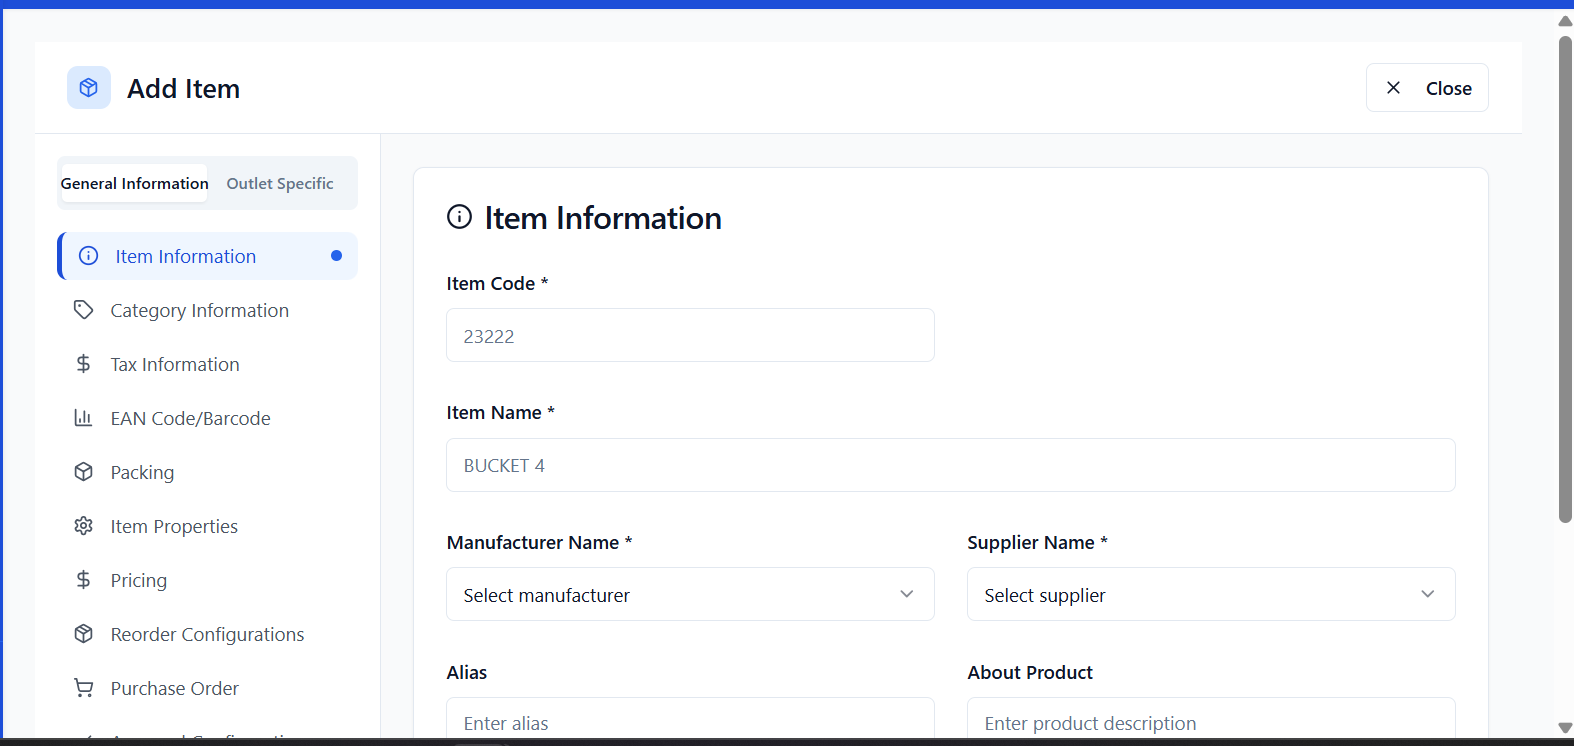 Add Item
Close
General Information
Outlet Specific
Item Information
Category Information
Tax Information
EAN Code/Barcode
Packing
Item Properties
Pricing
Reorder Configurations
Purchase Order
Item Information
Item Code *
23222
Item Name *
BUCKET 4
Manufacturer Name *
Supplier Name *
Select manufacturer
Select supplier
Alias
About Product
Enter alias
Enter product description